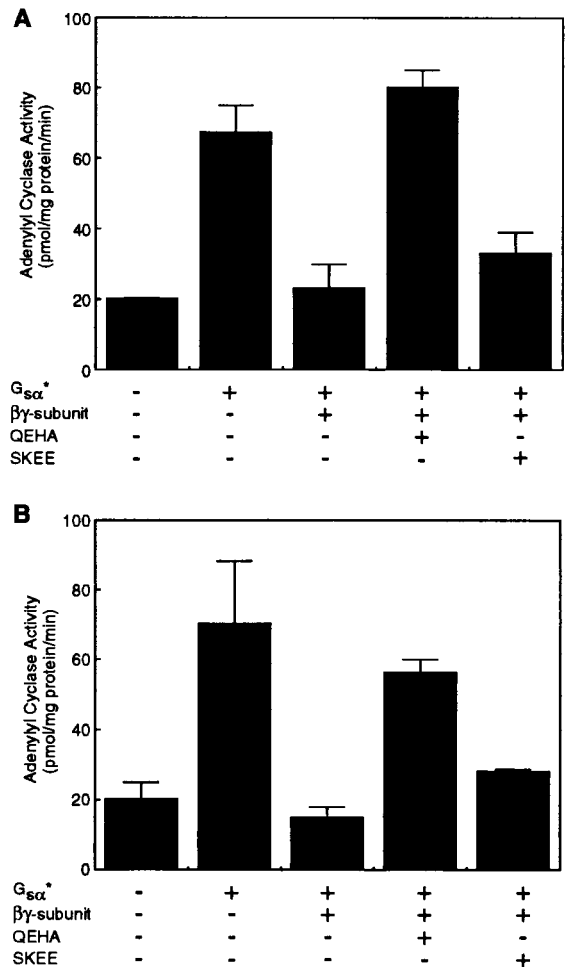 A
Adenylyl Cyclase Activity
(pmol/mg protein/min)
100
80
60
40
20
0
Gsα* - + + + +
βγ-subunit - - + + +
QEHA - - - + -
SKEE - - - - +
B
Adenylyl Cyclase Activity
(pmol/mg protein/min)
100
80
60
40
20
0
Gsα* - + + + +
βγ-subunit - - + + +
QEHA - - - + -
SKEE - - - - +